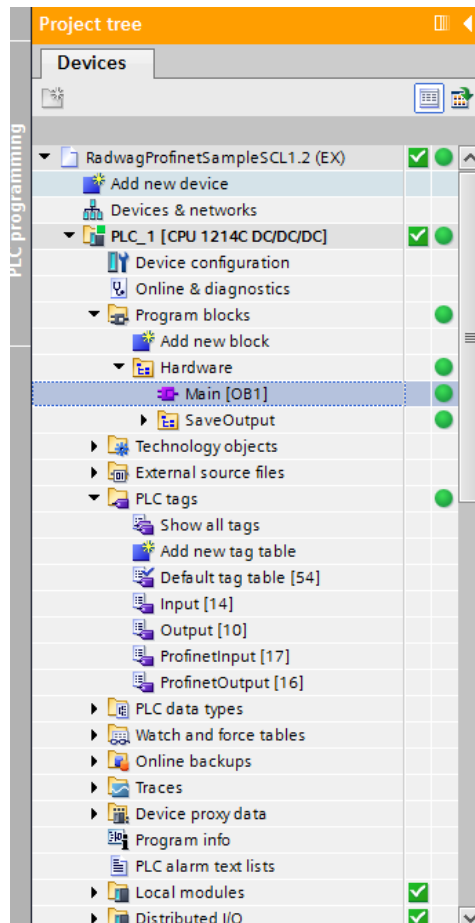 Project tree
Devices
PLC programming
RadwagProfinetSampleSCL1.2 (EX)
Add new device
Devices & networks
PLC_1 [CPU 1214C DC/DC/DC]
Device configuration
Online & diagnostics
Program blocks
Add new block
Hardware
Main [OB1]
SaveOutput
Technology objects
External source files
PLC tags
Show all tags
Add new tag table
Default tag table [54]
Input [14]
Output [10]
ProfinetInput [17]
ProfinetOutput [16]
PLC data types
Watch and force tables
Online backups
Traces
Device proxy data
Program info
PLC alarm text lists
Local modules
Distributed I/O